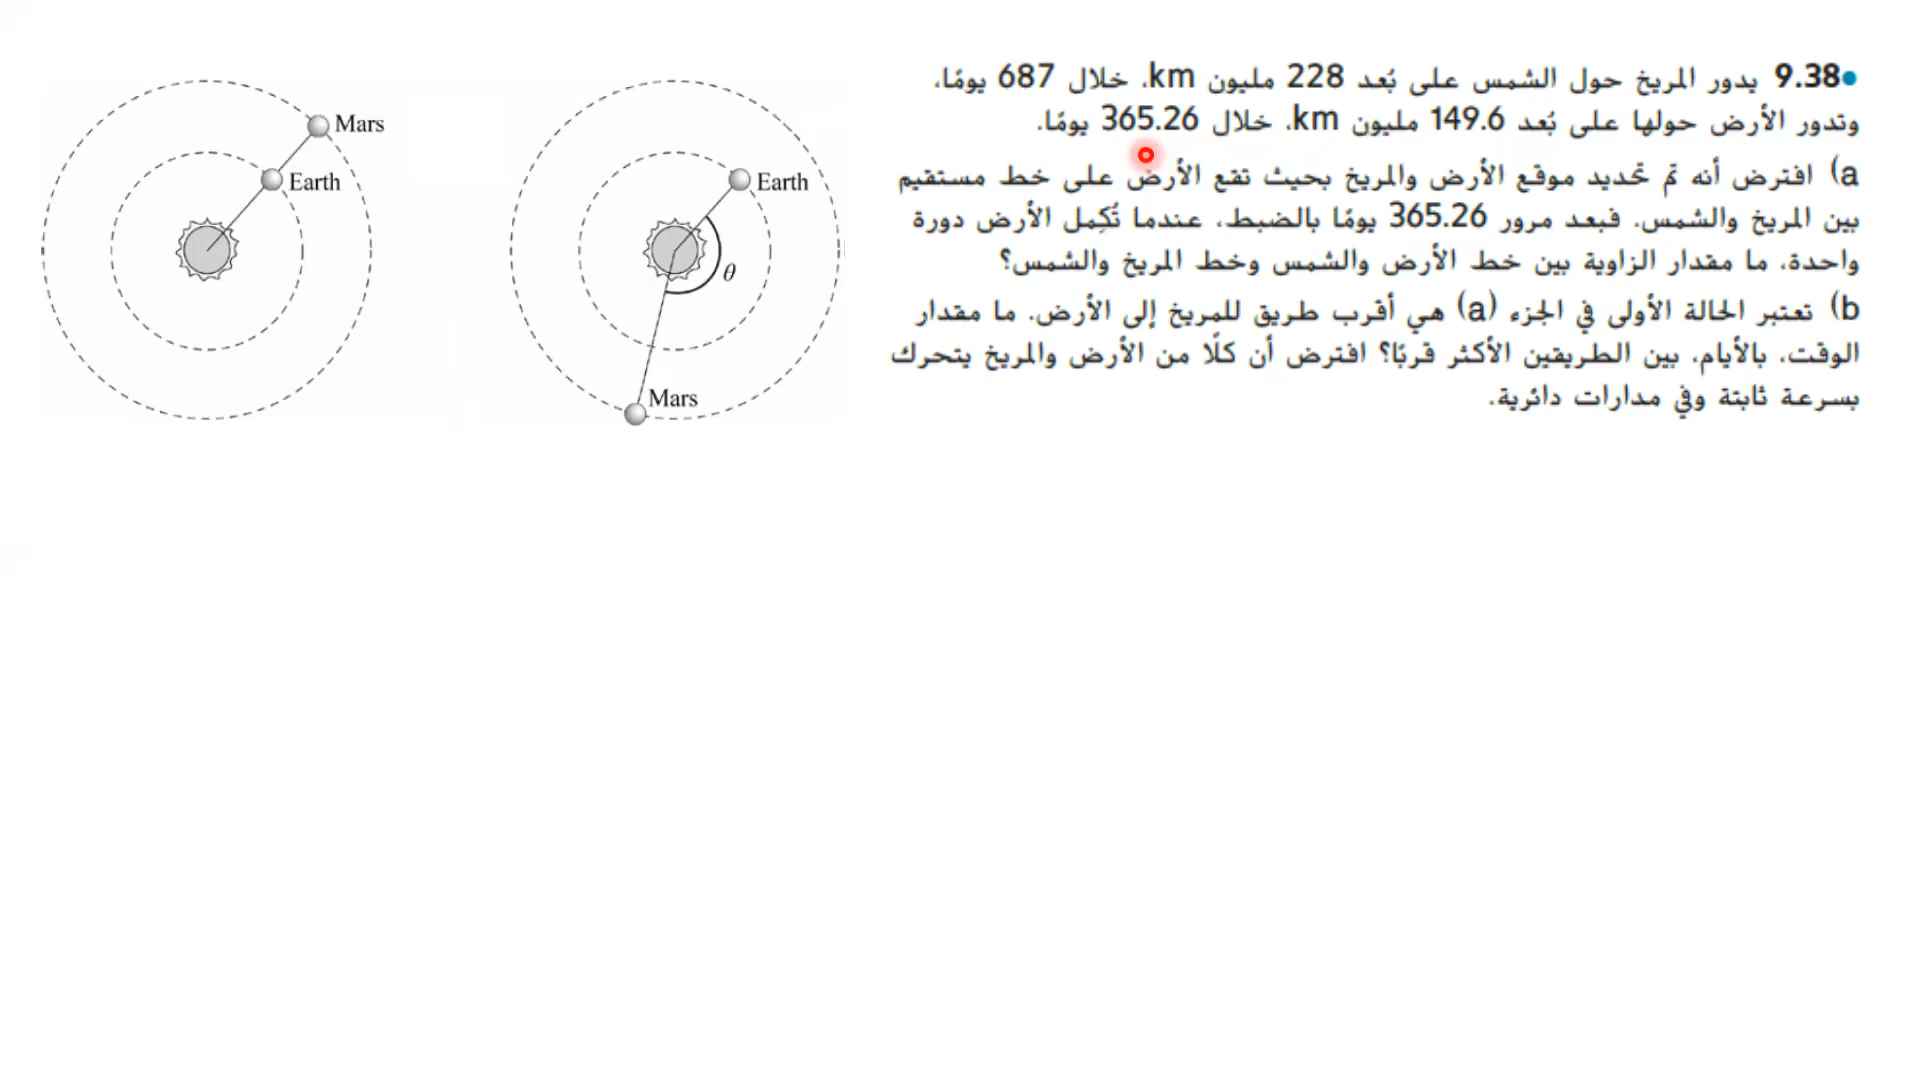 Mars
Earth
Earth
θ
Mars
9.38 يدور المريخ حول الشمس على بُعد 228 مليون km، خلال 687 يومًا،
وتدور الأرض حولها على بُعد 149.6 مليون km، خلال 365.26 يومًا.
a) افترض أنه تمّ تحديد موقع الأرض والمريخ بحيث تقع الأرض على خط مستقيم
بين المريخ والشمس. فبعد مرور 365.26 يومًا بالضبط، عندما تُكمِل الأرض دورة
واحدة، ما مقدار الزاوية بين خط الأرض والشمس وخط المريخ والشمس؟
b) تعتبر الحالة الأولى في الجزء (a) هي أقرب طريق للمريخ إلى الأرض. ما مقدار
الوقت، بالأيام، بين الطريقين الأكثر قربًا؟ افترض أن كلًا من الأرض والمريخ يتحرك
بسرعة ثابتة وفي مدارات دائرية.